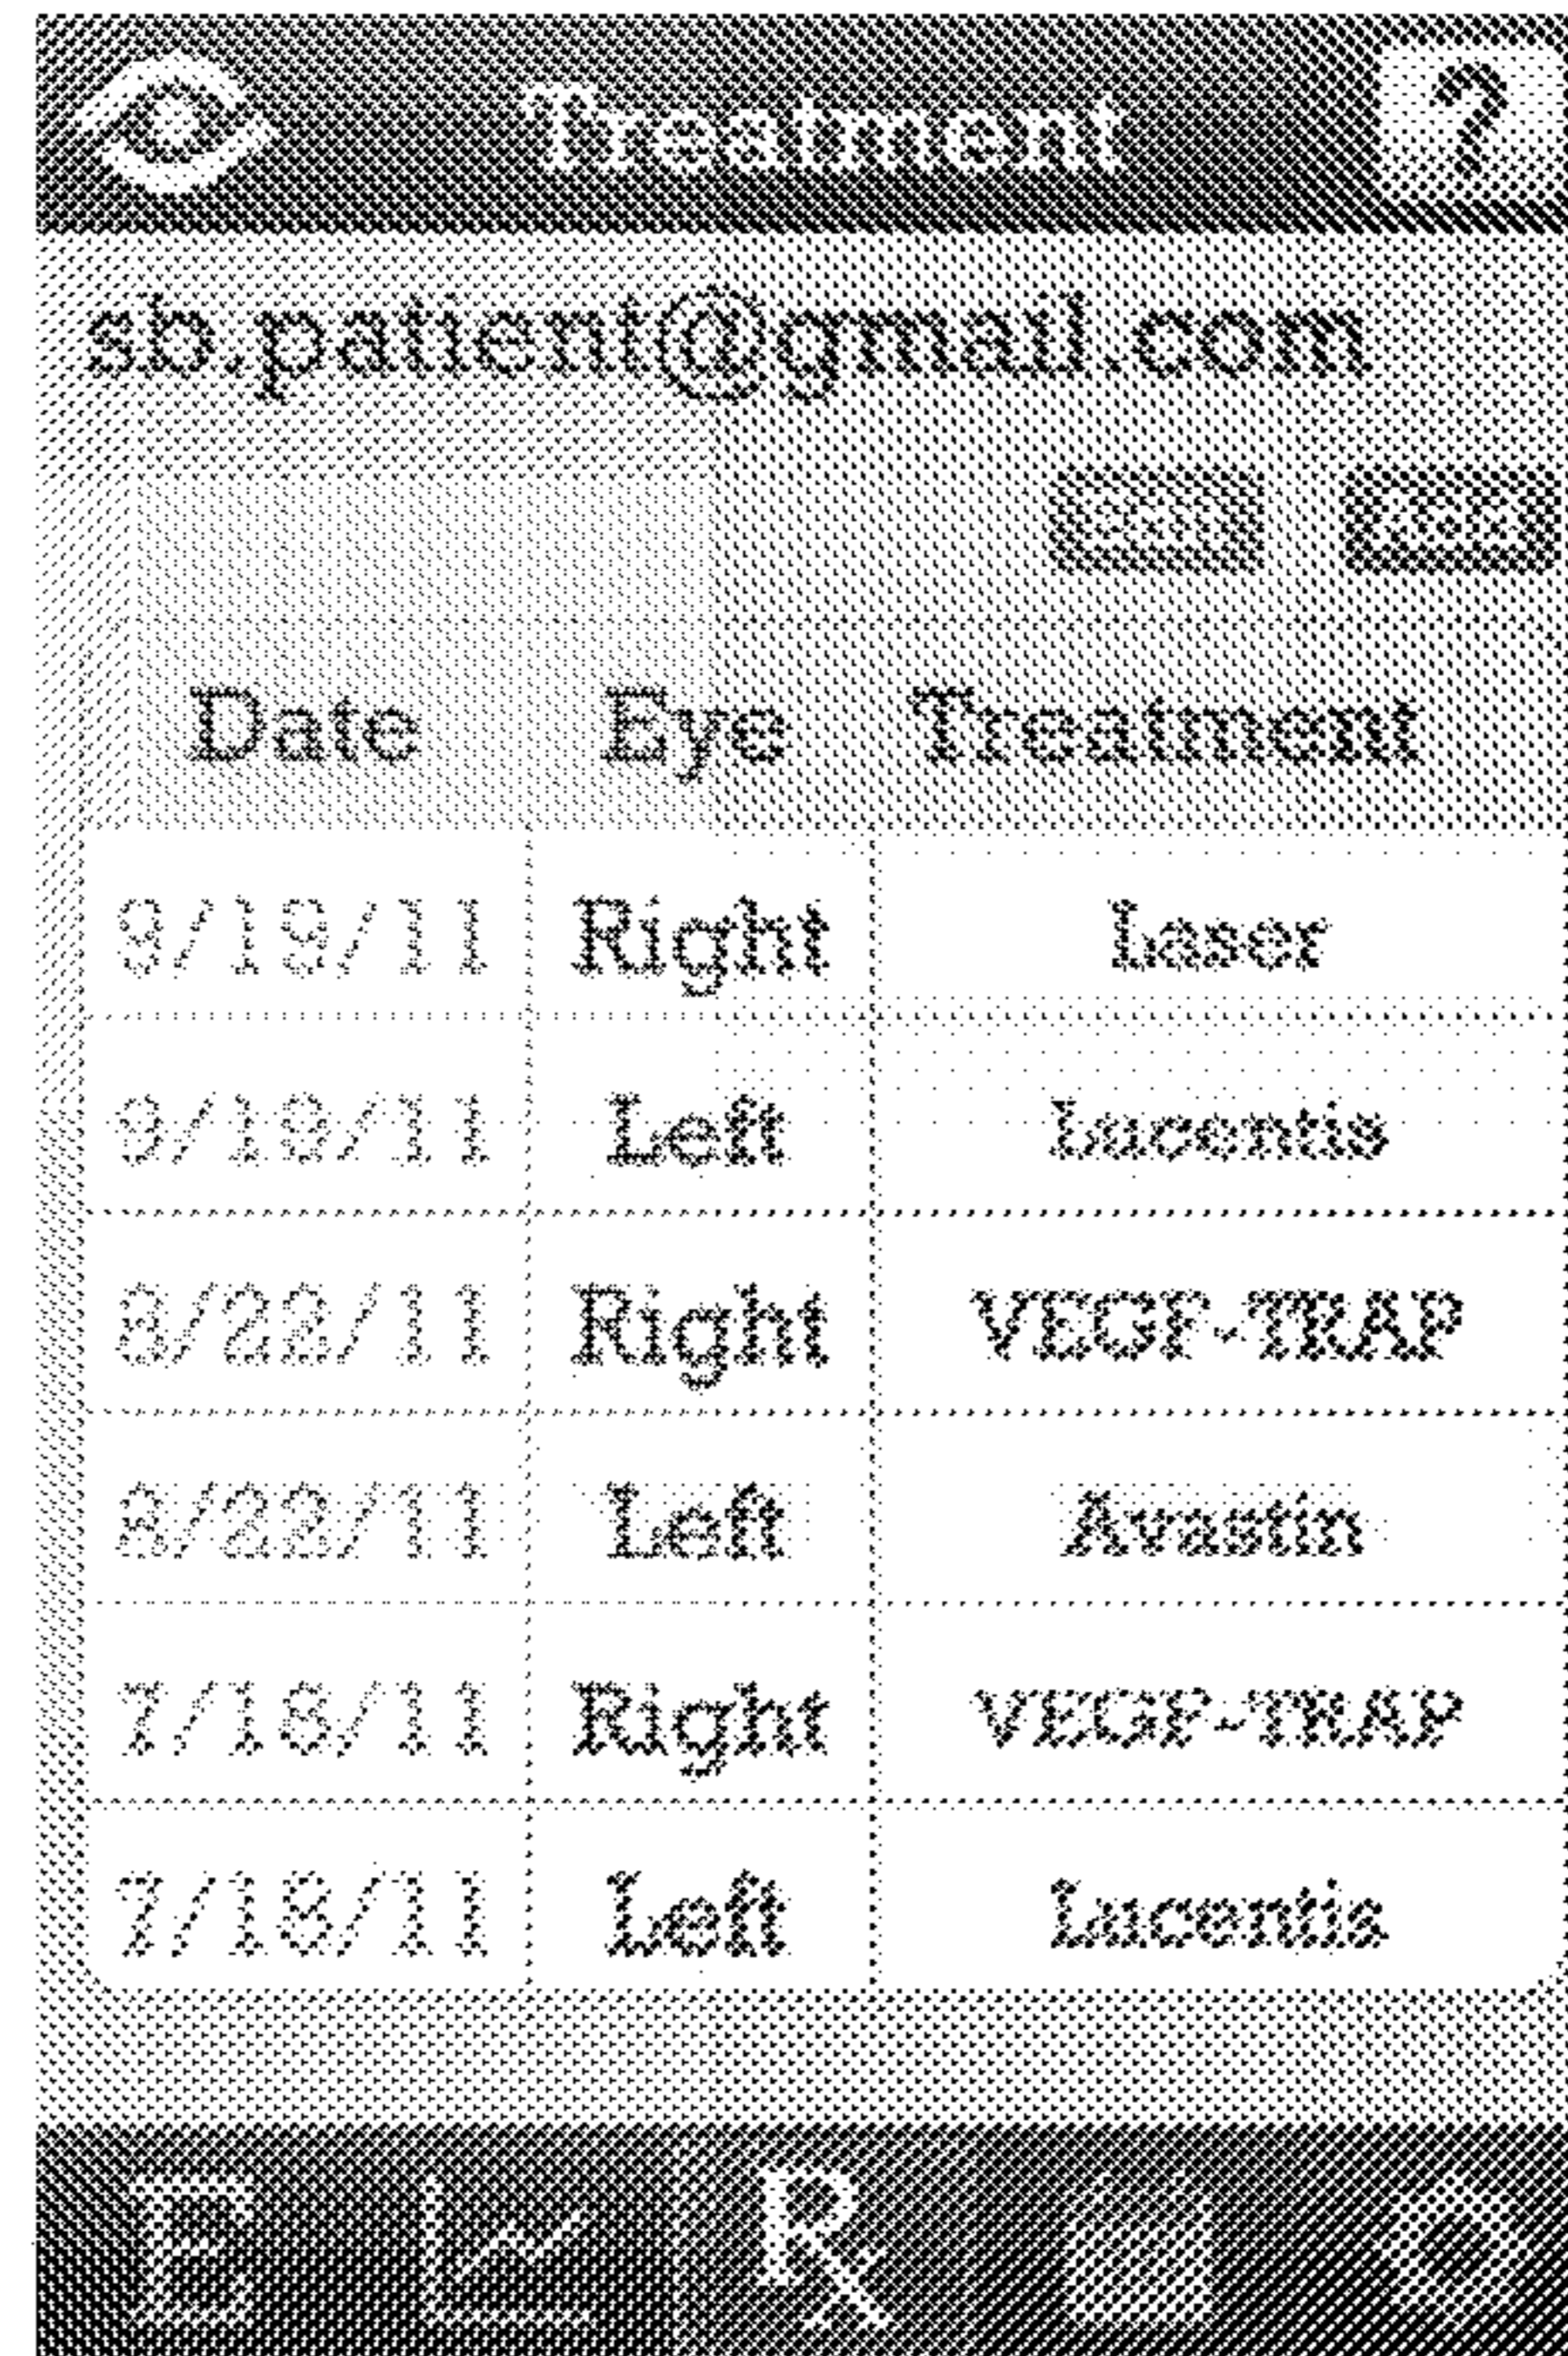 Treatment ?
sb.patient@gmail.com
Date Eye Treatment
9/19/11 Right Laser
9/19/11 Left Lucentis
8/22/11 Right VEGF-TRAP
8/22/11 Left Avastin
7/18/11 Right VEGF-TRAP
7/18/11 Left Lucentis
E ℞